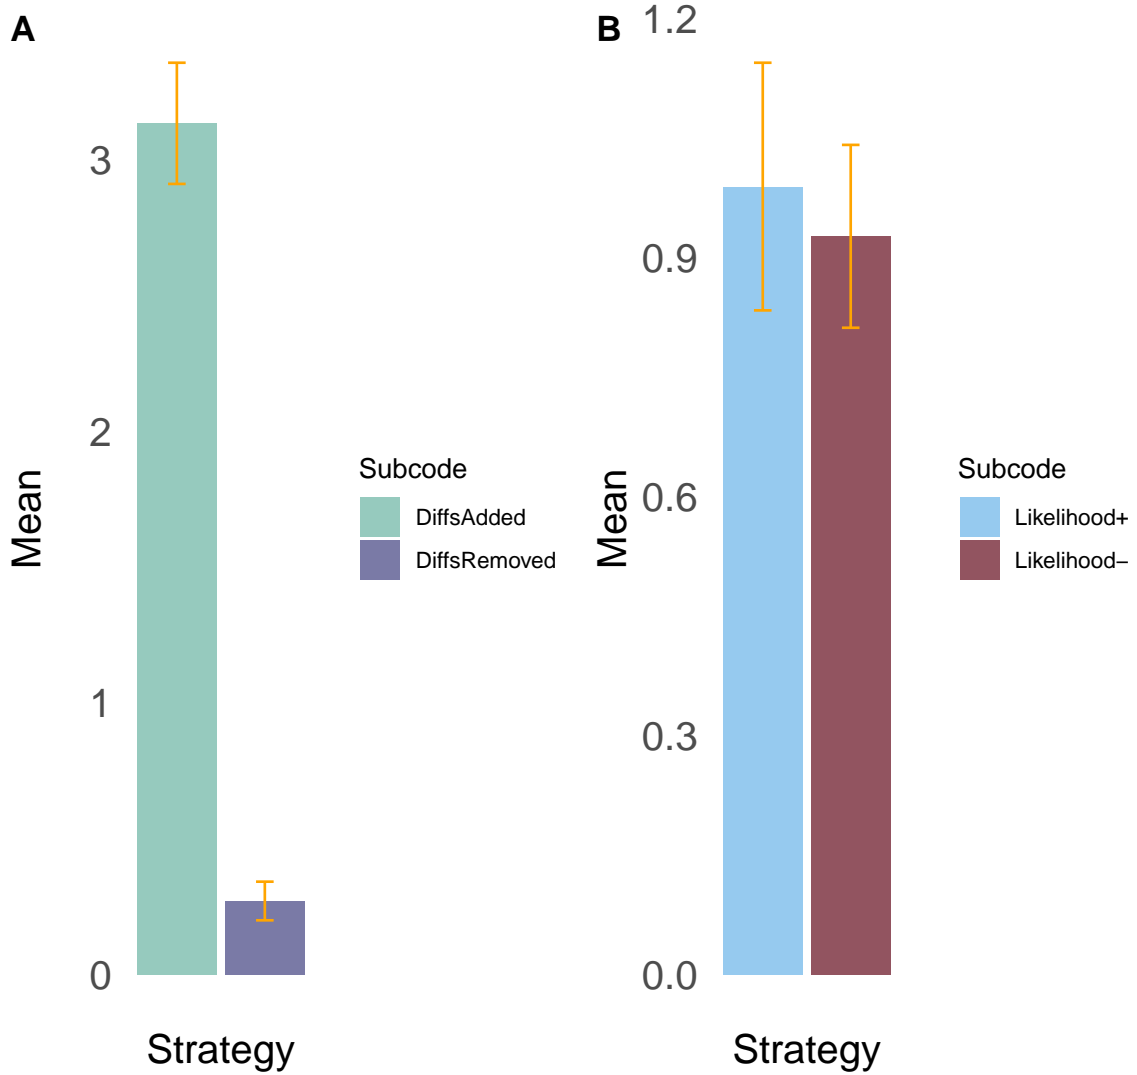 A
Mean
3
2
1
0
Strategy
Subcode
DiffsAdded
DiffsRemoved
B
Mean
1.2
0.9
0.6
0.3
0.0
Strategy
Subcode
Likelihood+
Likelihood−